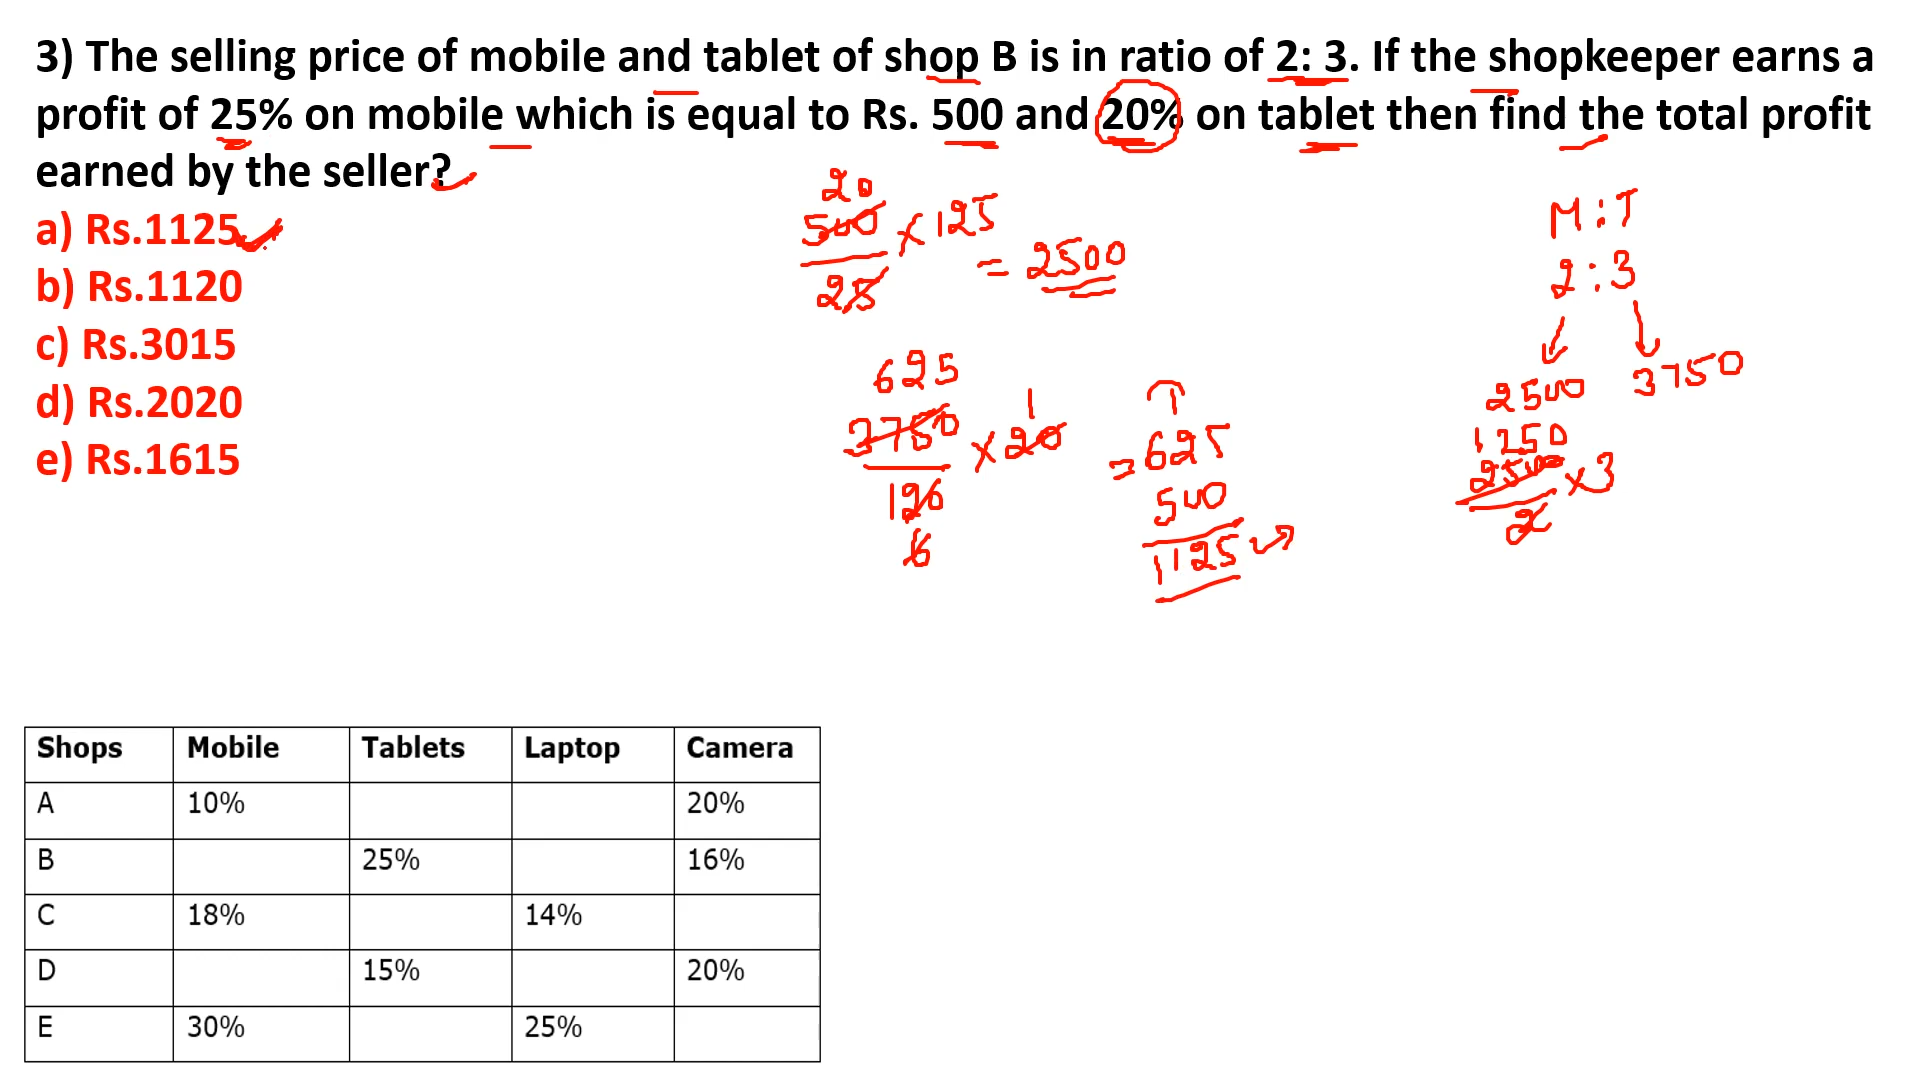 3) The selling price of mobile and tablet of shop B is in ratio of 2: 3. If the shopkeeper earns a
profit of 25% on mobile which is equal to Rs. 500 and 20% on tablet then find the total profit
earned by the seller?
a) Rs.1125
b) Rs.1120
c) Rs.3015
d) Rs.2020
e) Rs.1615
20
500 × 125
25
= 2500
625
3750 × 20
1
120
6
= 625
500
1125
M : T
2 : 3
2500 3750
1250
2500 × 3
2
Shops Mobile Tablets Laptop Camera
A 10% 20%
B 25% 16%
C 18% 14%
D 15% 20%
E 30% 25%